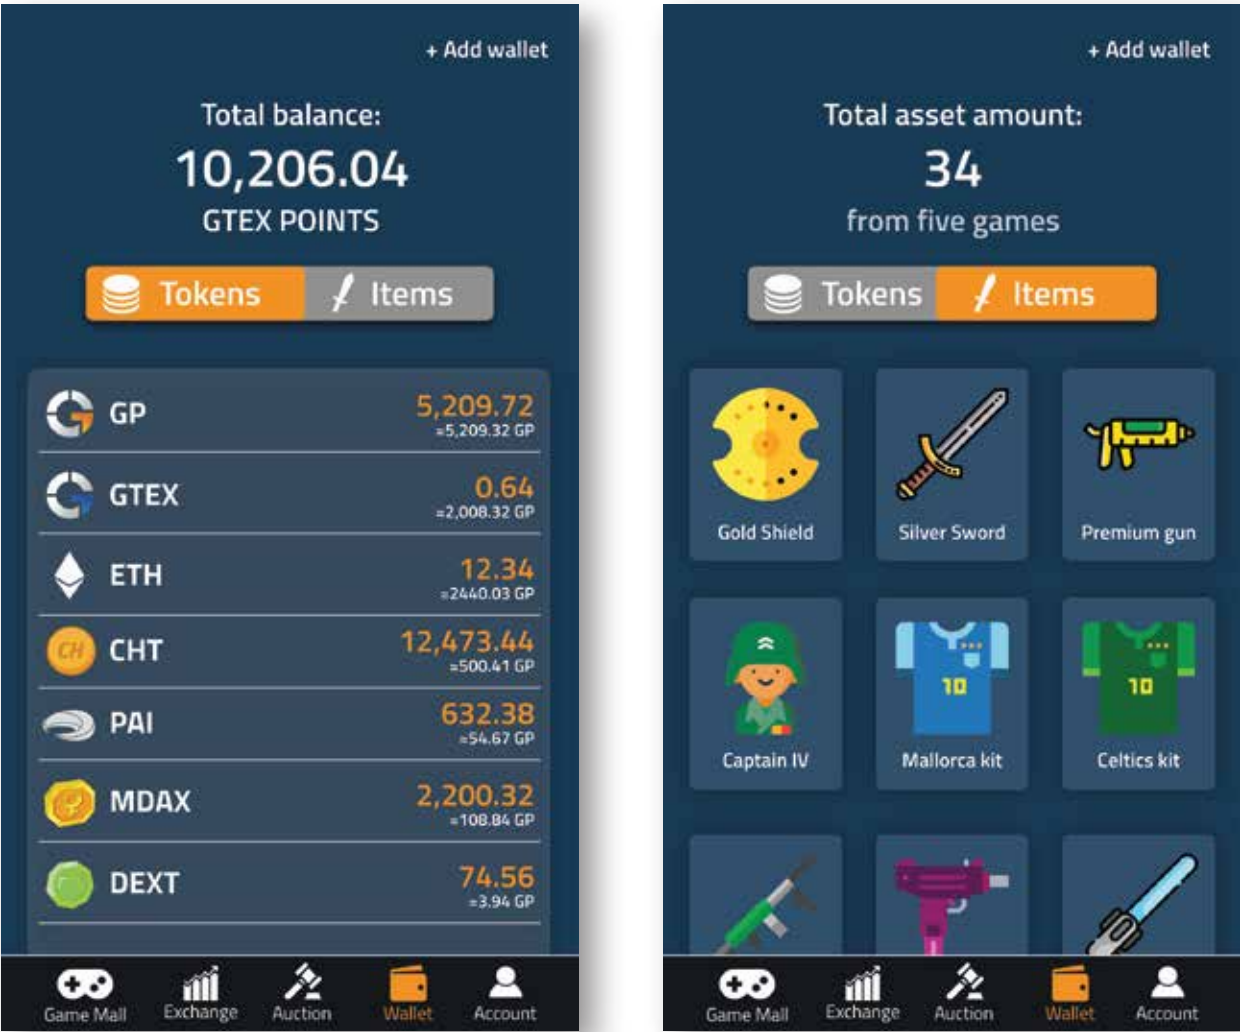 + Add wallet
Total balance:
10,206.04
GTEX POINTS
Tokens
Items
GP
5,209.72
=5,209.32 GP
GTEX
0.64
=2,008.32 GP
ETH
12.34
=2440.03 GP
CH
CHT
12,473.44
=500.41 GP
PAI
632.38
=54.67 GP
MDAX
2,200.32
=108.84 GP
DEXT
74.56
=3.94 GP
Game Mall
Exchange
Auction
Wallet
Account
+ Add wallet
Total asset amount:
34
from five games
Tokens
Items
Gold Shield
Silver Sword
Premium gun
Captain IV
10
Mallorca kit
10
Celtics kit
Game Mall
Exchange
Auction
Wallet
Account